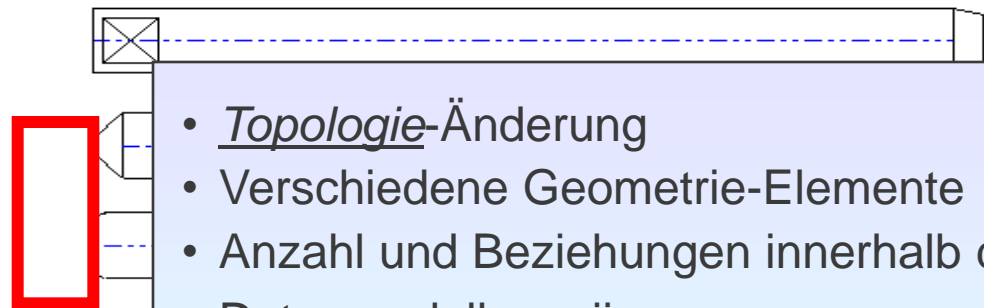 • Topologie-Änderung
• Verschiedene Geometrie-Elemente
• Anzahl und Beziehungen innerhalb